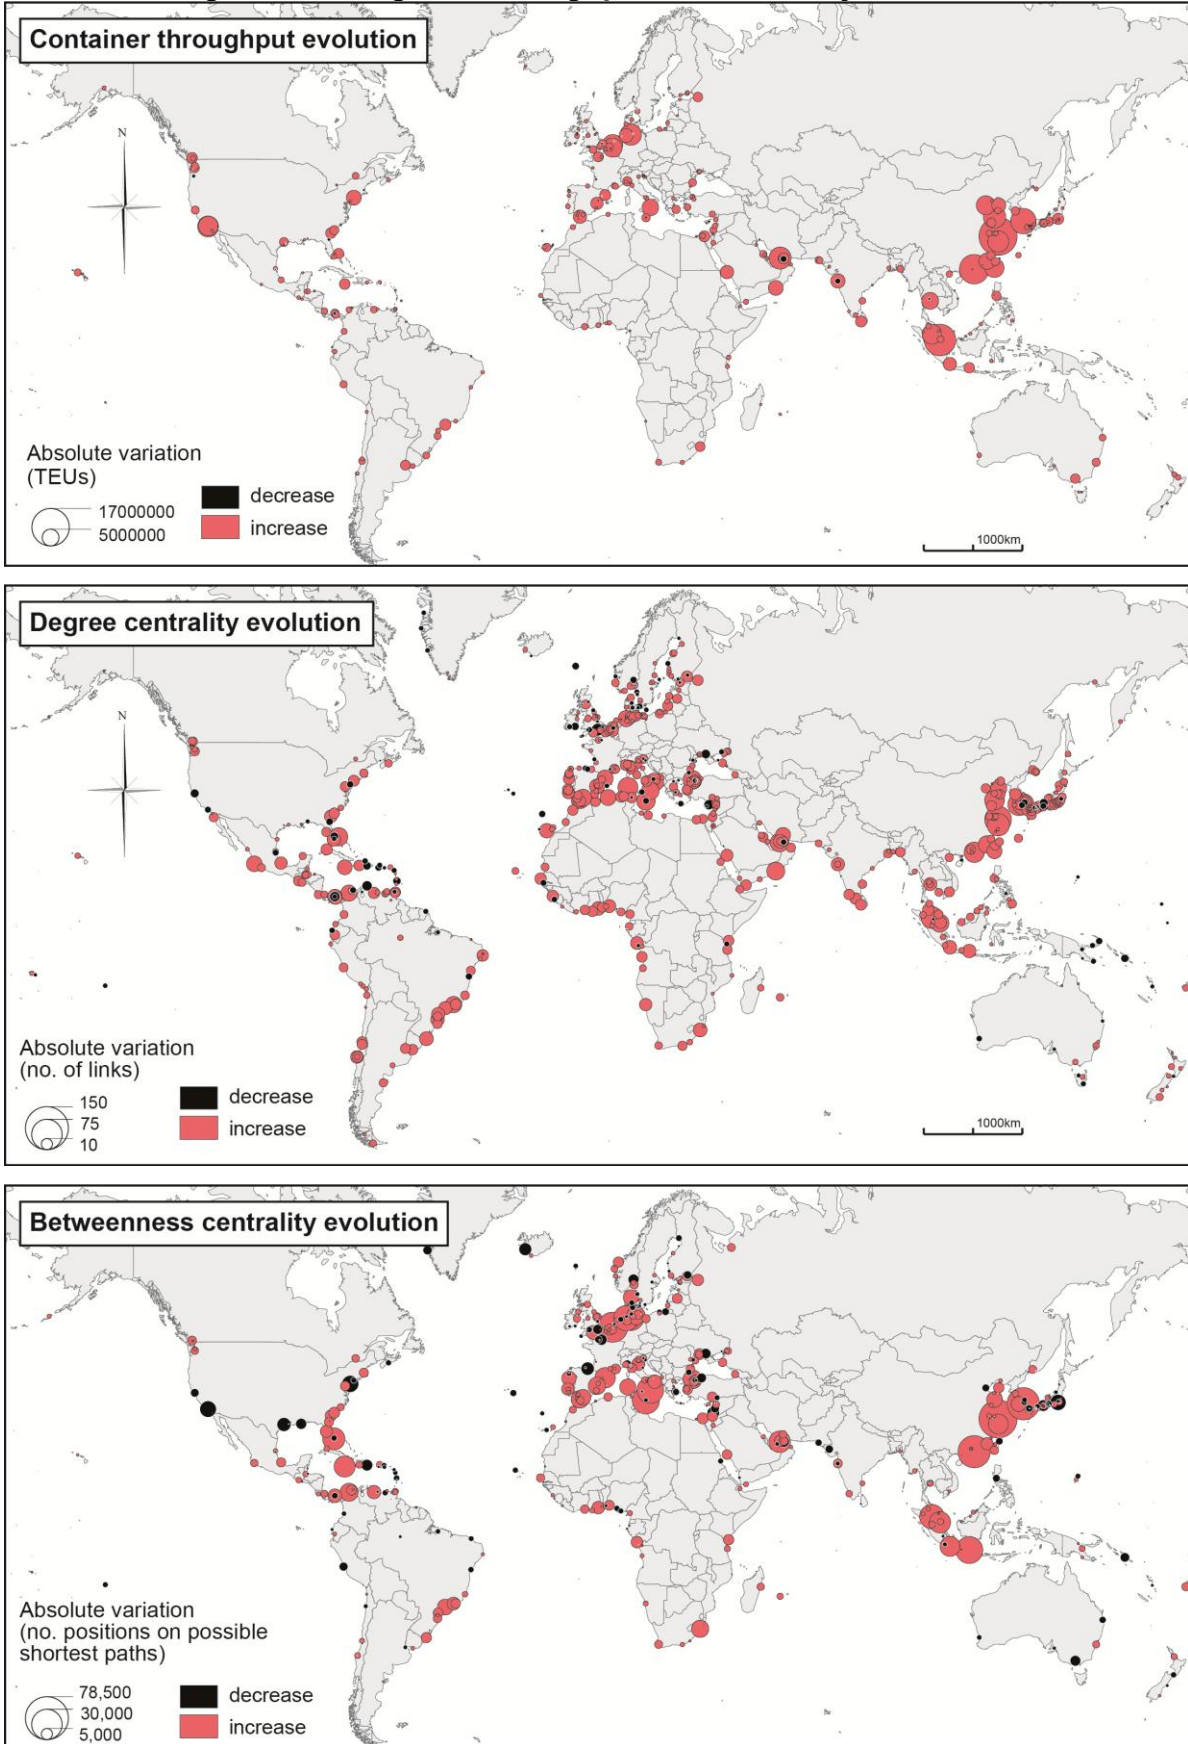 Container throughput evolution
N
Absolute variation
(TEUs)
17000000
5000000
decrease
increase
1000km
Degree centrality evolution
N
Absolute variation
(no. of links)
150
75
10
decrease
increase
1000km
Betweenness centrality evolution
Absolute variation
(no. positions on possible
shortest paths)
78,500
30,000
5,000
decrease
increase